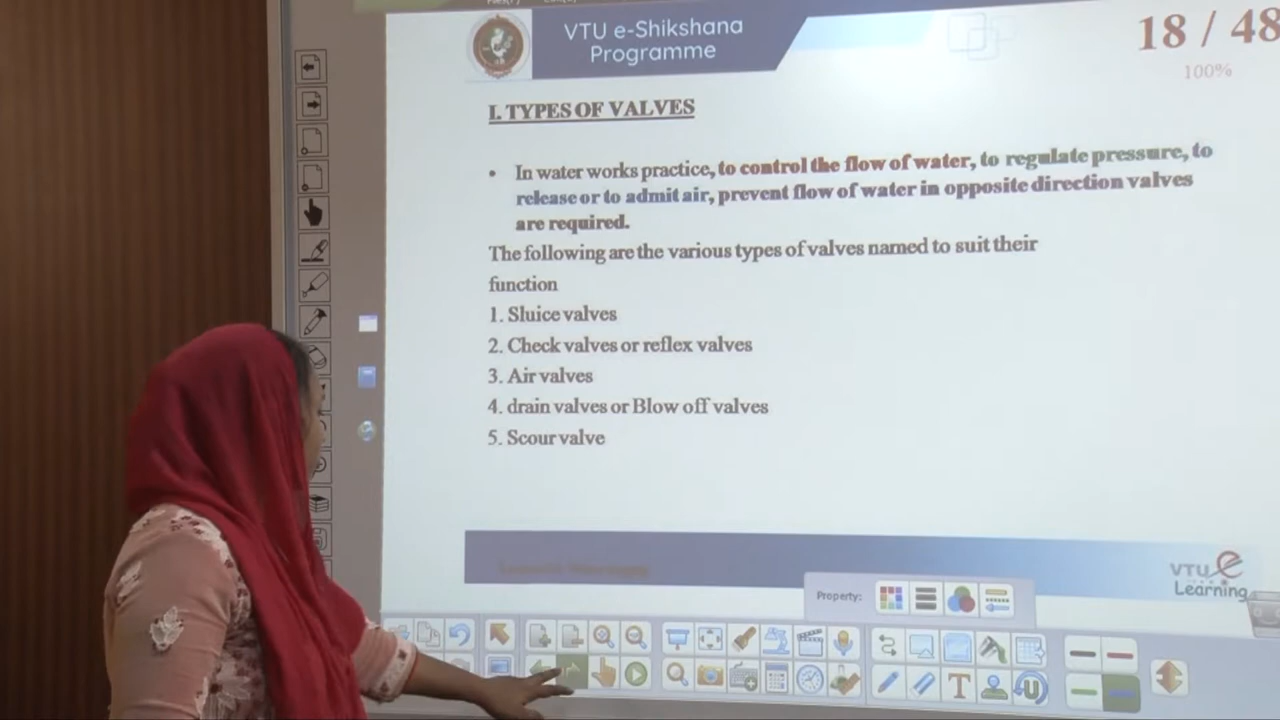 VTU e-Shikshana
Programme
18 / 48
100%
I. TYPES OF VALVES
• In water works practice, to control the flow of water, to regulate pressure, to
release or to admit air, prevent flow of water in opposite direction valves
are required.
The following are the various types of valves named to suit their
function
1. Sluice valves
2. Check valves or reflex valves
3. Air valves
4. drain valves or Blow off valves
5. Scour valve
VTU e
Learning
Property: